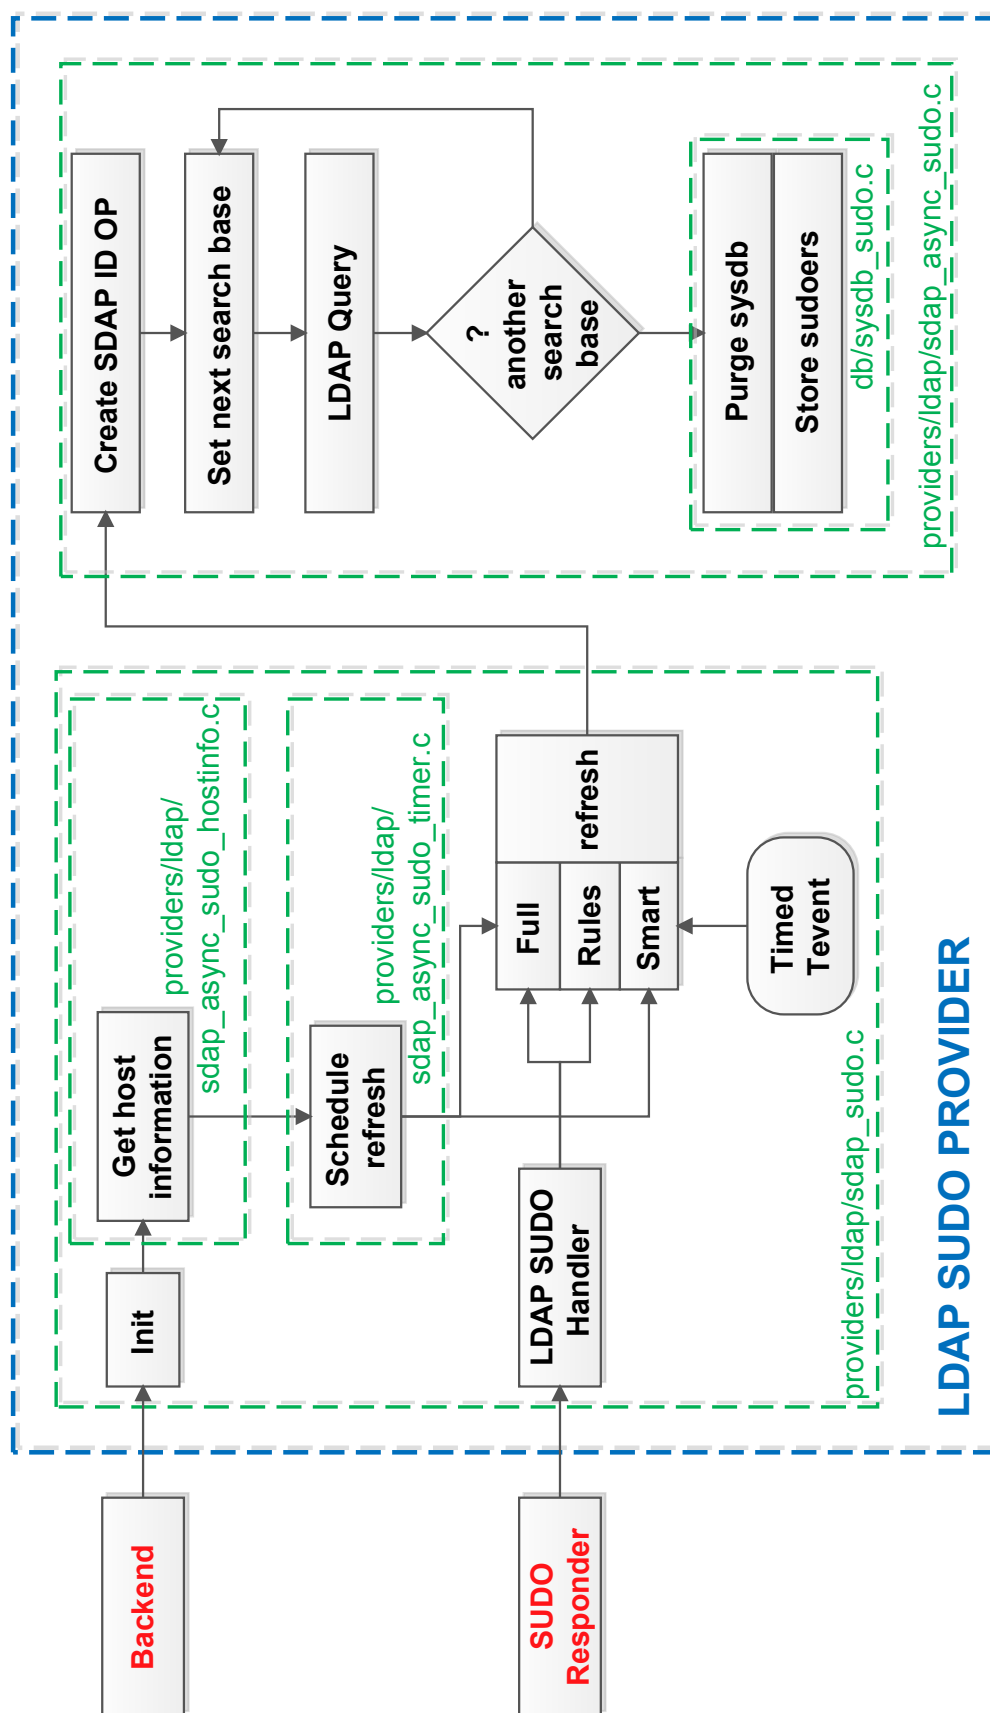 Backend
SUDO
Responder
Init
Get host
information
providers/ldap/
sdap_async_sudo_hostinfo.c
Schedule
refresh
providers/ldap/
sdap_async_sudo_timer.c
LDAP SUDO
Handler
Full
Rules
Smart
refresh
Timed
Tevent
providers/ldap/sdap_sudo.c
Create SDAP ID OP
Set next search base
LDAP Query
?
another
search
base
Purge sysdb
Store sudoers
db/sysdb_sudo.c
providers/ldap/sdap_async_sudo.c
LDAP SUDO PROVIDER